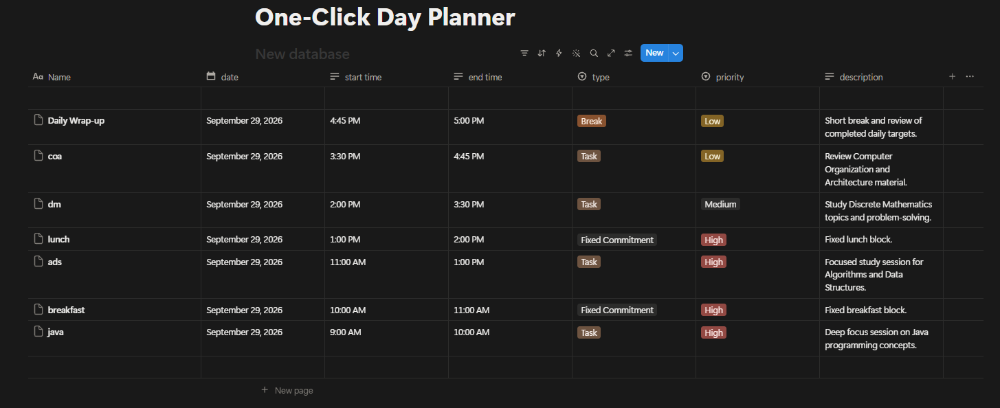 One-Click Day Planner
New database
New
Aa Name date start time end time type priority description
Daily Wrap-up September 29, 2026 4:45 PM 5:00 PM Break Low Short break and review of
completed daily targets.
coa September 29, 2026 3:30 PM 4:45 PM Task Low Review Computer
Organization and
Architecture material.
dm September 29, 2026 2:00 PM 3:30 PM Task Medium Study Discrete Mathematics
topics and problem-solving.
lunch September 29, 2026 1:00 PM 2:00 PM Fixed Commitment High Fixed lunch block.
ads September 29, 2026 11:00 AM 1:00 PM Task High Focused study session for
Algorithms and Data
Structures.
breakfast September 29, 2026 10:00 AM 11:00 AM Fixed Commitment High Fixed breakfast block.
java September 29, 2026 9:00 AM 10:00 AM Task High Deep focus session on Java
programming concepts.
+ New page